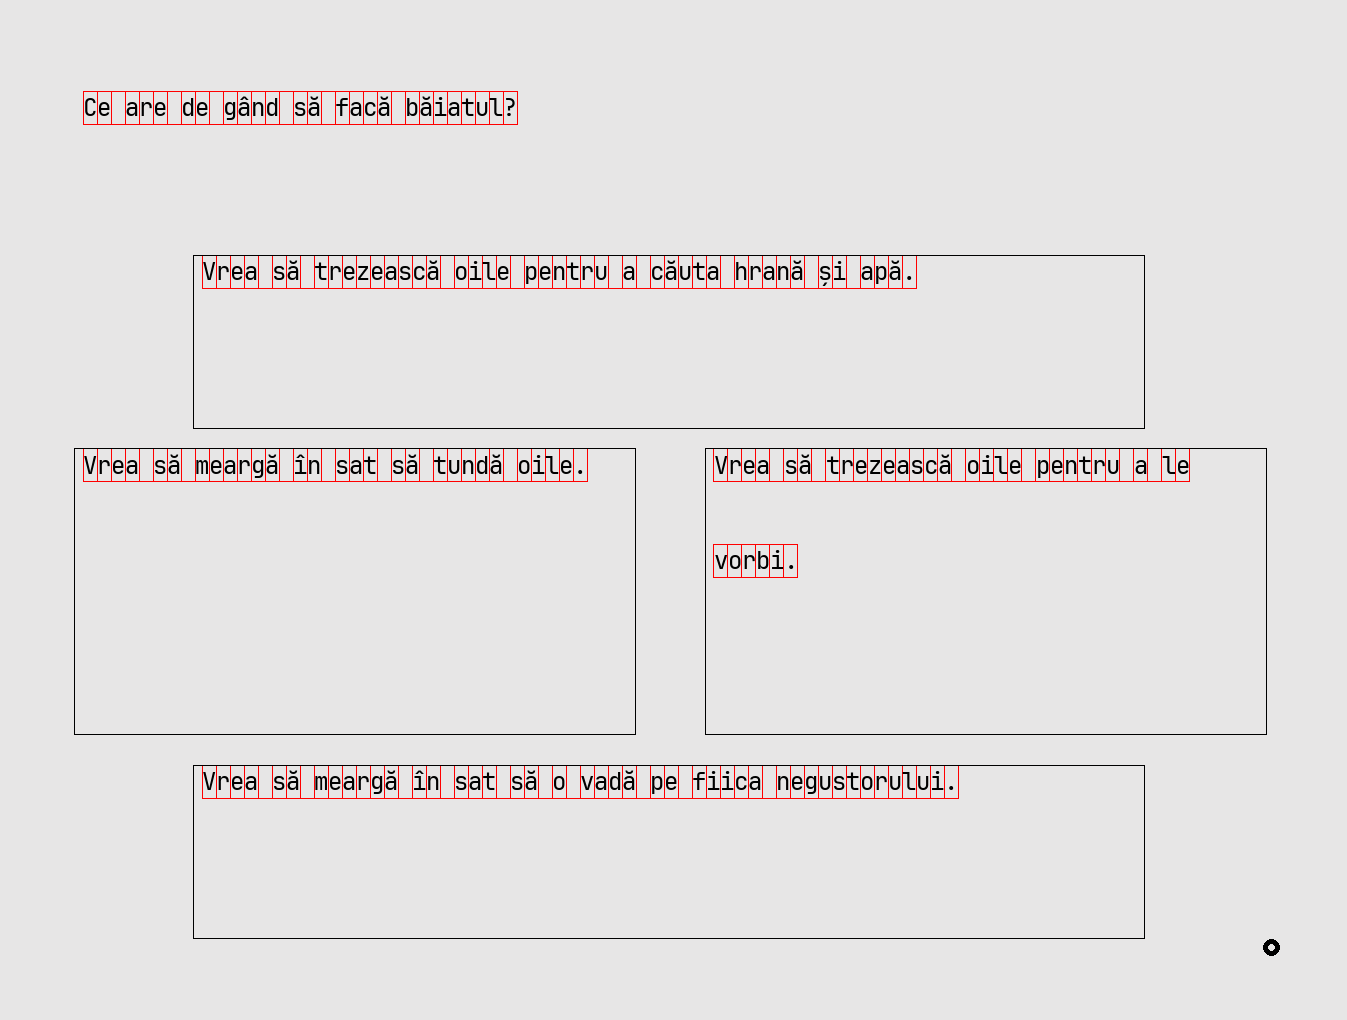 Ce are de gând să facă băiatul?
Vrea să trezească oile pentru a căuta hrană și apă.
Vrea să meargă în sat să tundă oile.
Vrea să trezească oile pentru a le
vorbi.
Vrea să meargă în sat să o vadă pe fiica negustorului.